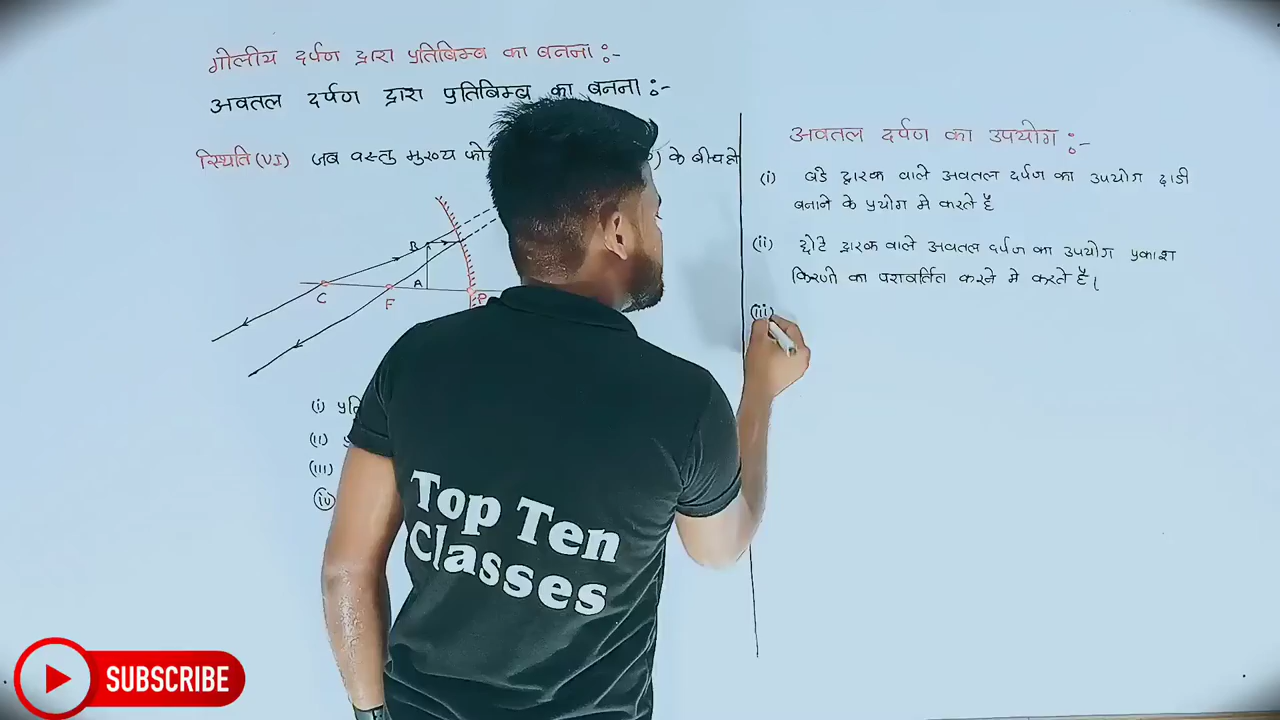 गोलीय दर्पण द्वारा प्रतिबिम्ब का बनना :-
अवतल दर्पण द्वारा प्रतिबिम्ब का बनना :-
स्थिति (VI) जब वस्तु मुख्य के बीच हो
B
C
F
A
P
(i)
(ii)
(iii)
(iv)
अवतल दर्पण का उपयोग :-
(i) बडे द्वारक वाले अवतल दर्पण का उपयोग दाडी
बनाने के प्रयोग मे करते है
(ii) छोटे द्वारक वाले अवतल दर्पण का उपयोग प्रकाश
किरणो का परावर्तित करने मे करते है।
(iii)
Top Ten
Classes
SUBSCRIBE